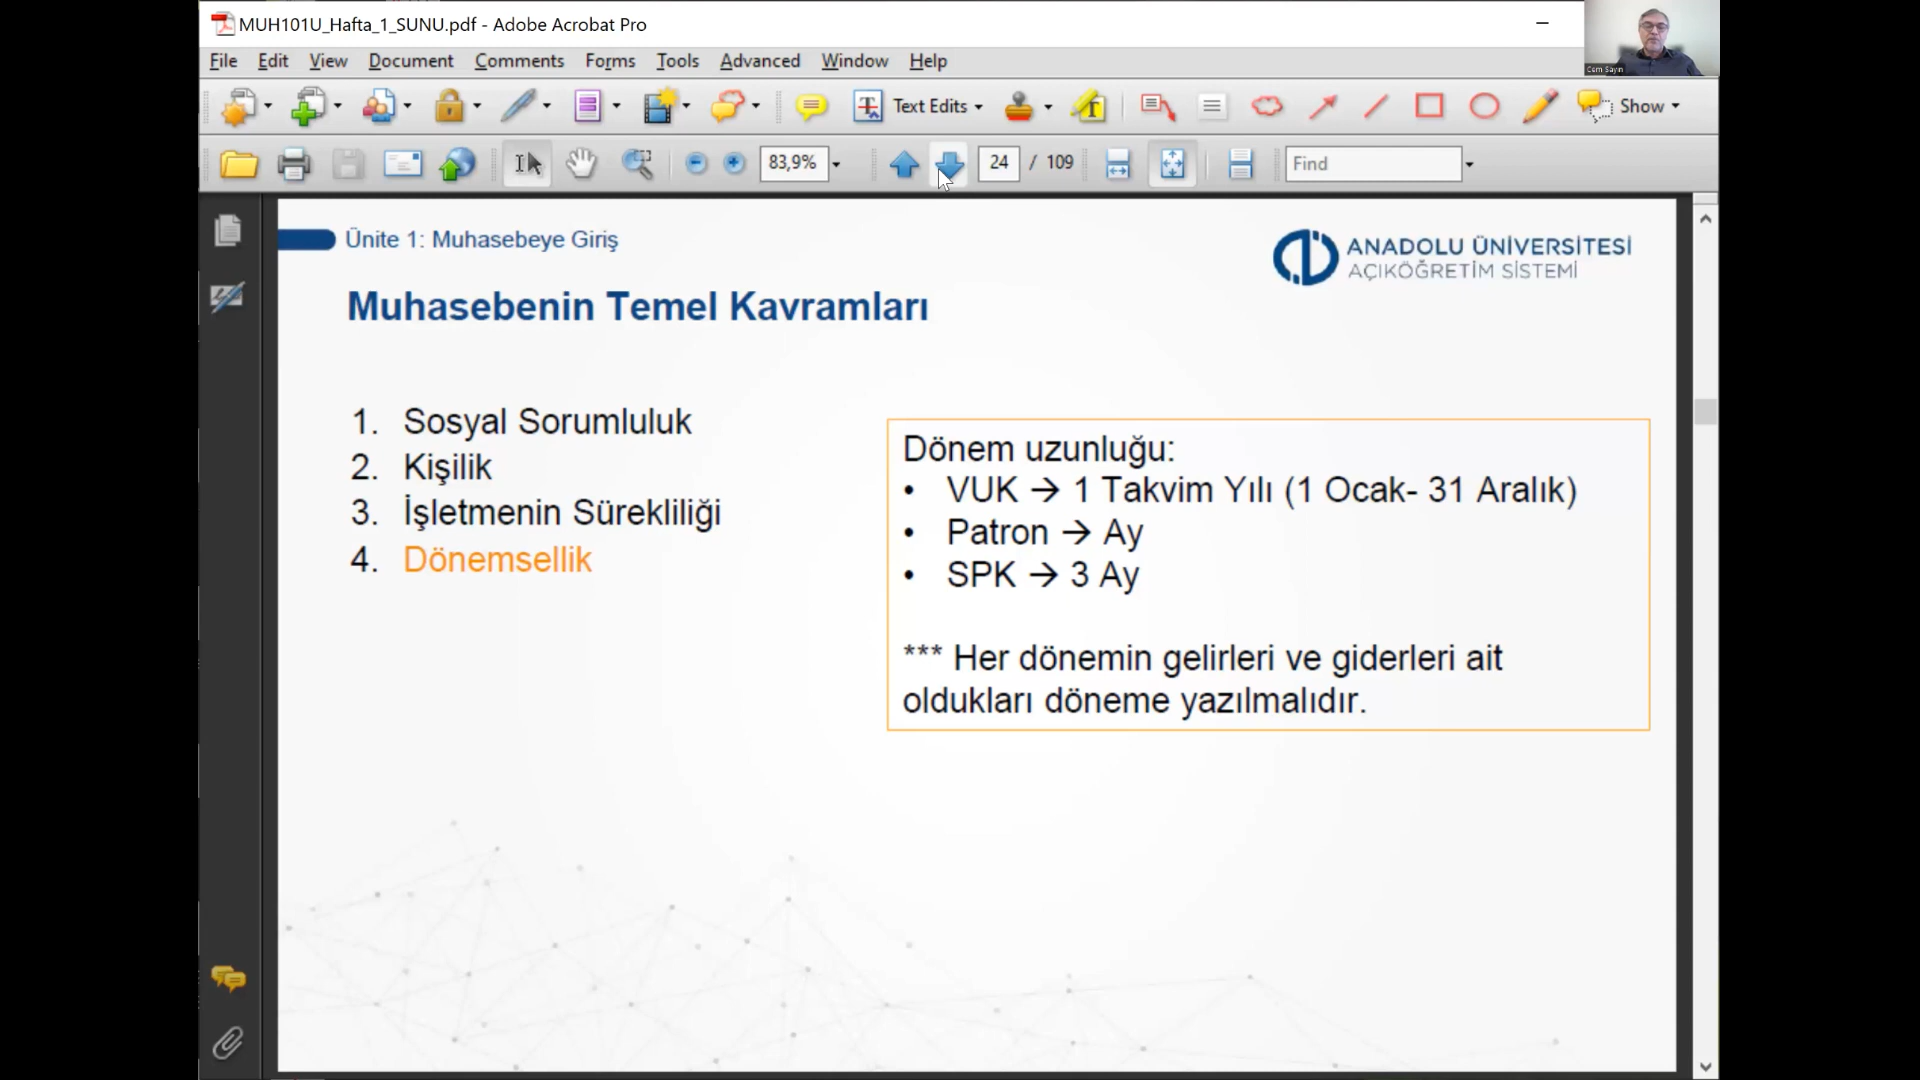 MUH101U_Hafta_1_SUNU.pdf - Adobe Acrobat Pro
Cem Sayın
File Edit View Document Comments Forms Tools Advanced Window Help
Text Edits Show
83,9% 24 / 109 Find
Ünite 1: Muhasebeye Giriş
ANADOLU ÜNİVERSİTESİ
AÇIKÖĞRETİM SİSTEMİ
Muhasebenin Temel Kavramları
1. Sosyal Sorumluluk
2. Kişilik
3. İşletmenin Sürekliliği
4. Dönemsellik
Dönem uzunluğu:
• VUK → 1 Takvim Yılı (1 Ocak- 31 Aralık)
• Patron → Ay
• SPK → 3 Ay
*** Her dönemin gelirleri ve giderleri ait
oldukları döneme yazılmalıdır.